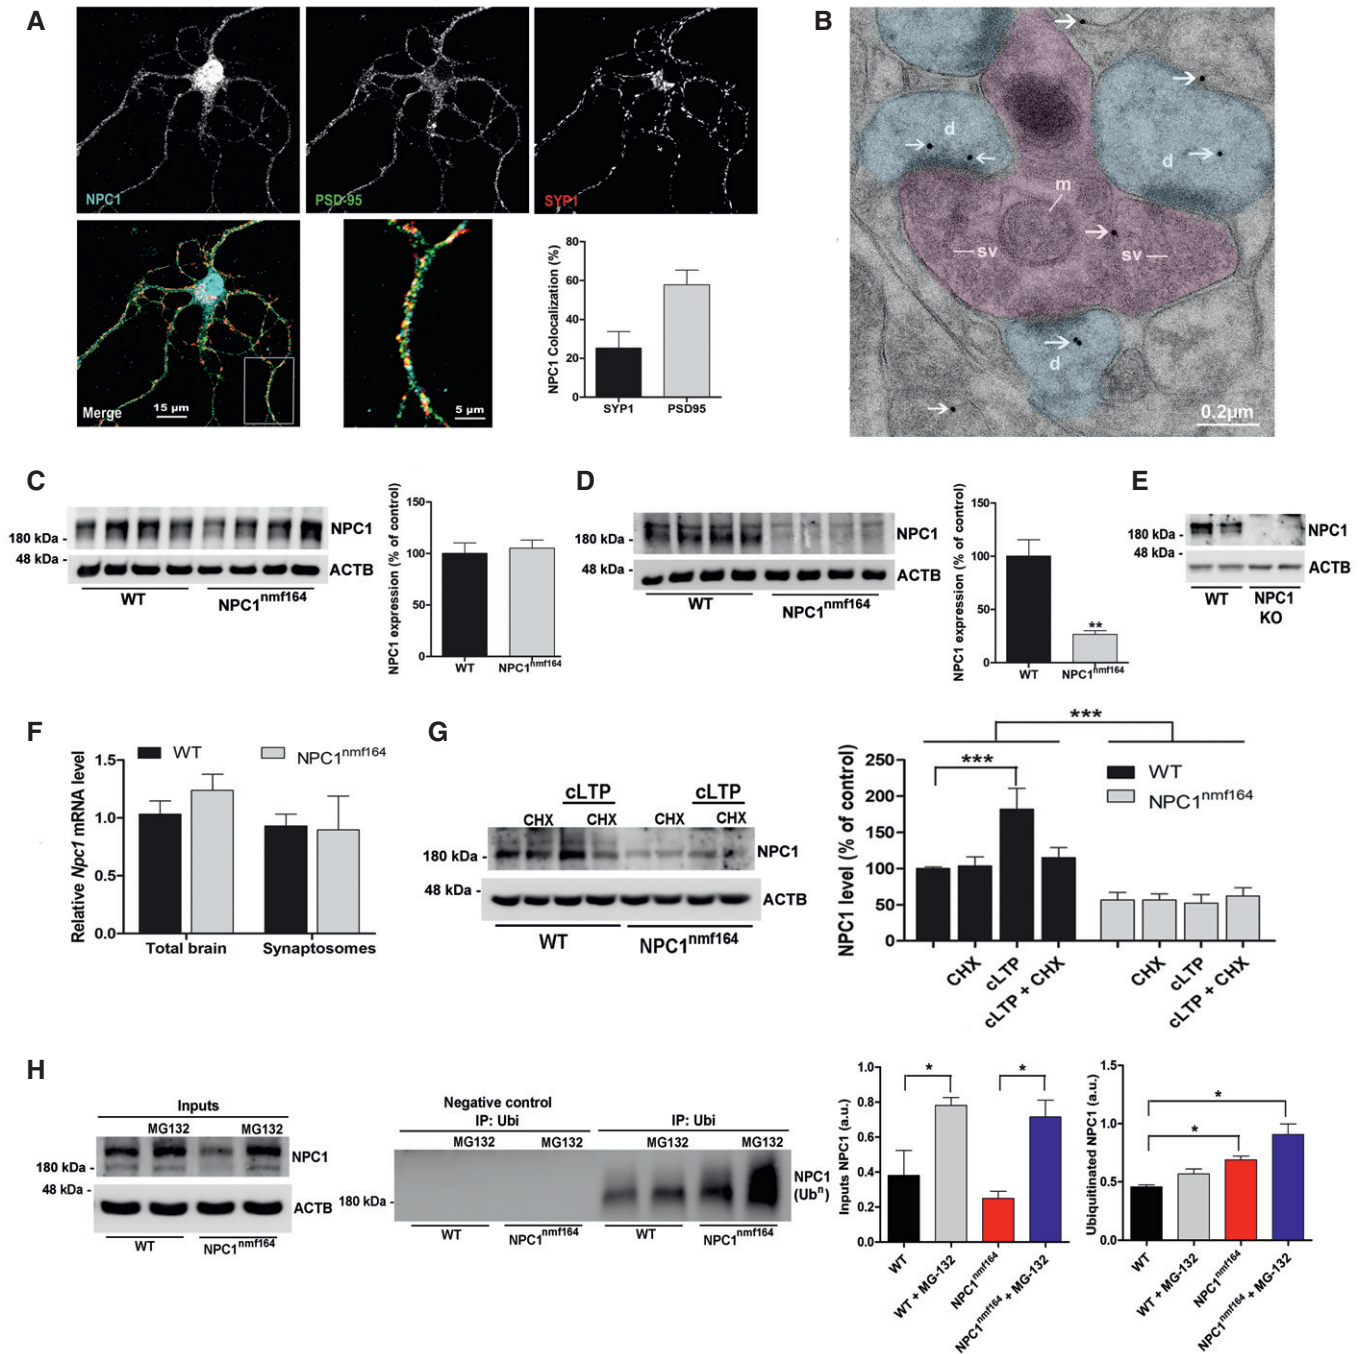 A
NPC1
PSD-95
SYP1
Merge
15 µm
5 µm
NPC1 Colocalization (%)
80
60
40
20
0
SYP1
PSD95
B
d
d
m
sv
sv
d
0.2µm
C
180 kDa -
48 kDa -
NPC1
ACTB
WT
NPC1nmf164
NPC1 expression (% of control)
150
100
50
0
WT
NPC1nmf164
D
180 kDa -
48 kDa -
NPC1
ACTB
WT
NPC1nmf164
NPC1 expression (% of control)
150
100
50
0
**
WT
NPC1nmf164
E
180 kDa -
48 kDa -
NPC1
ACTB
WT
NPC1
KO
F
WT
NPC1nmf164
Relative Npc1 mRNA level
1.5
1.0
0.5
0.0
Total brain
Synaptosomes
G
cLTP
cLTP
CHX
CHX
CHX
CHX
180 kDa -
48 kDa -
NPC1
ACTB
WT
NPC1nmf164
NPC1 level (% of control)
250
200
150
100
50
0
***
***
WT
NPC1nmf164
CHX
cLTP
cLTP + CHX
CHX
cLTP
cLTP + CHX
H
Inputs
MG132
MG132
180 kDa -
48 kDa -
NPC1
ACTB
WT
NPC1nmf164
Negative control
IP: Ubi
IP: Ubi
MG132
MG132
MG132
MG132
180 kDa -
NPC1
(Ubn)
WT
NPC1nmf164
WT
NPC1nmf164
Inputs NPC1 (a.u.)
1.0
0.8
0.6
0.4
0.2
0.0
*
*
WT
WT + MG-132
NPC1nmf164
NPC1nmf164 + MG-132
Ubiquitinated NPC1 (a.u.)
1.5
1.0
0.5
0.0
*
*
WT
WT + MG-132
NPC1nmf164
NPC1nmf164 + MG-132